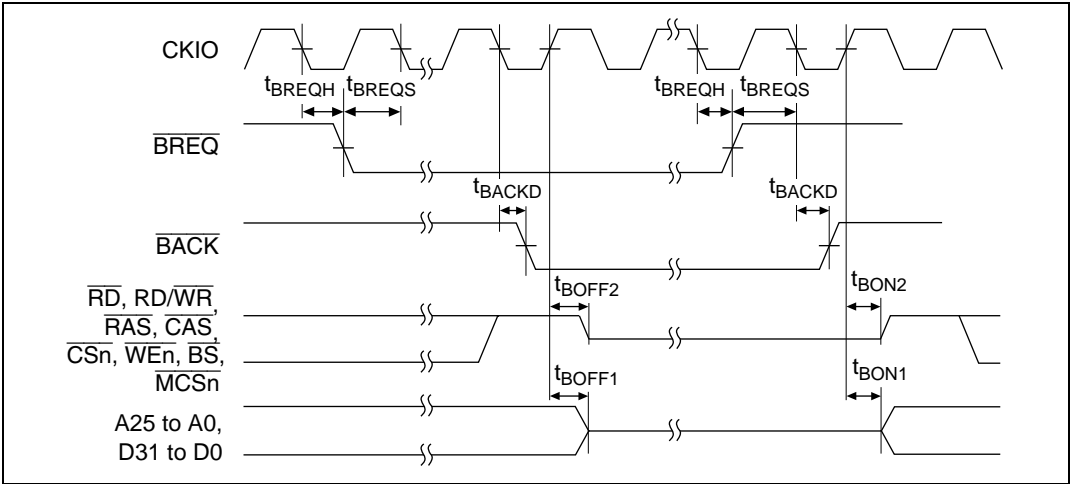 CKIO
tBREQH tBREQS tBREQH tBREQS
BREQ
tBACKD tBACKD
BACK
RD, RD/WR,
tBOFF2 tBON2
RAS, CAS,
CSn, WEn, BS,
MCSn
tBOFF1 tBON1
A25 to A0,
D31 to D0